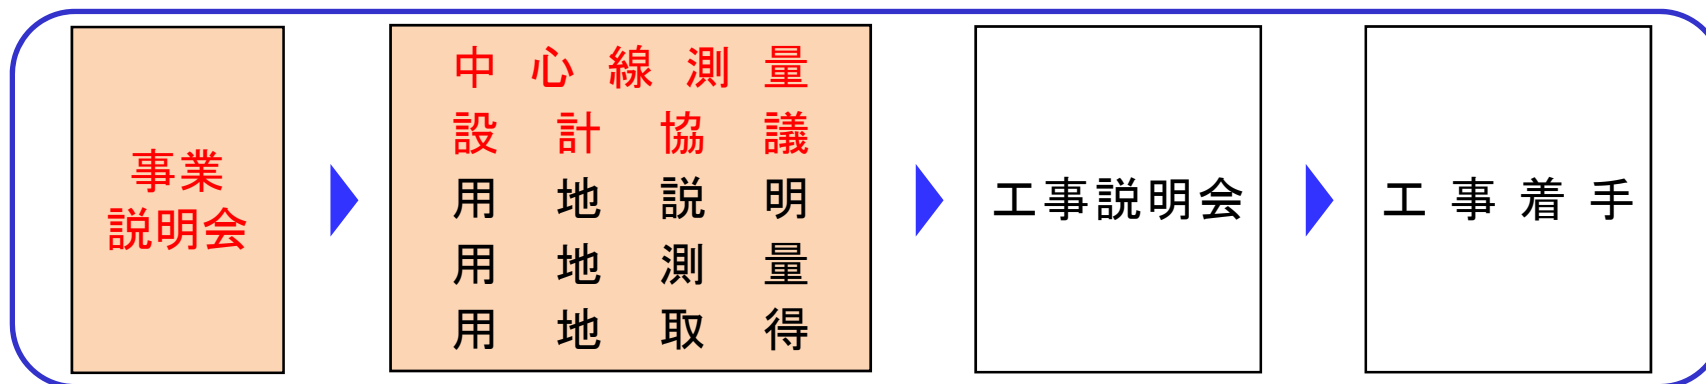 事業
説明会
中心線測量
設計協議
用地説明
用地測量
用地取得
工事説明会
工事着手